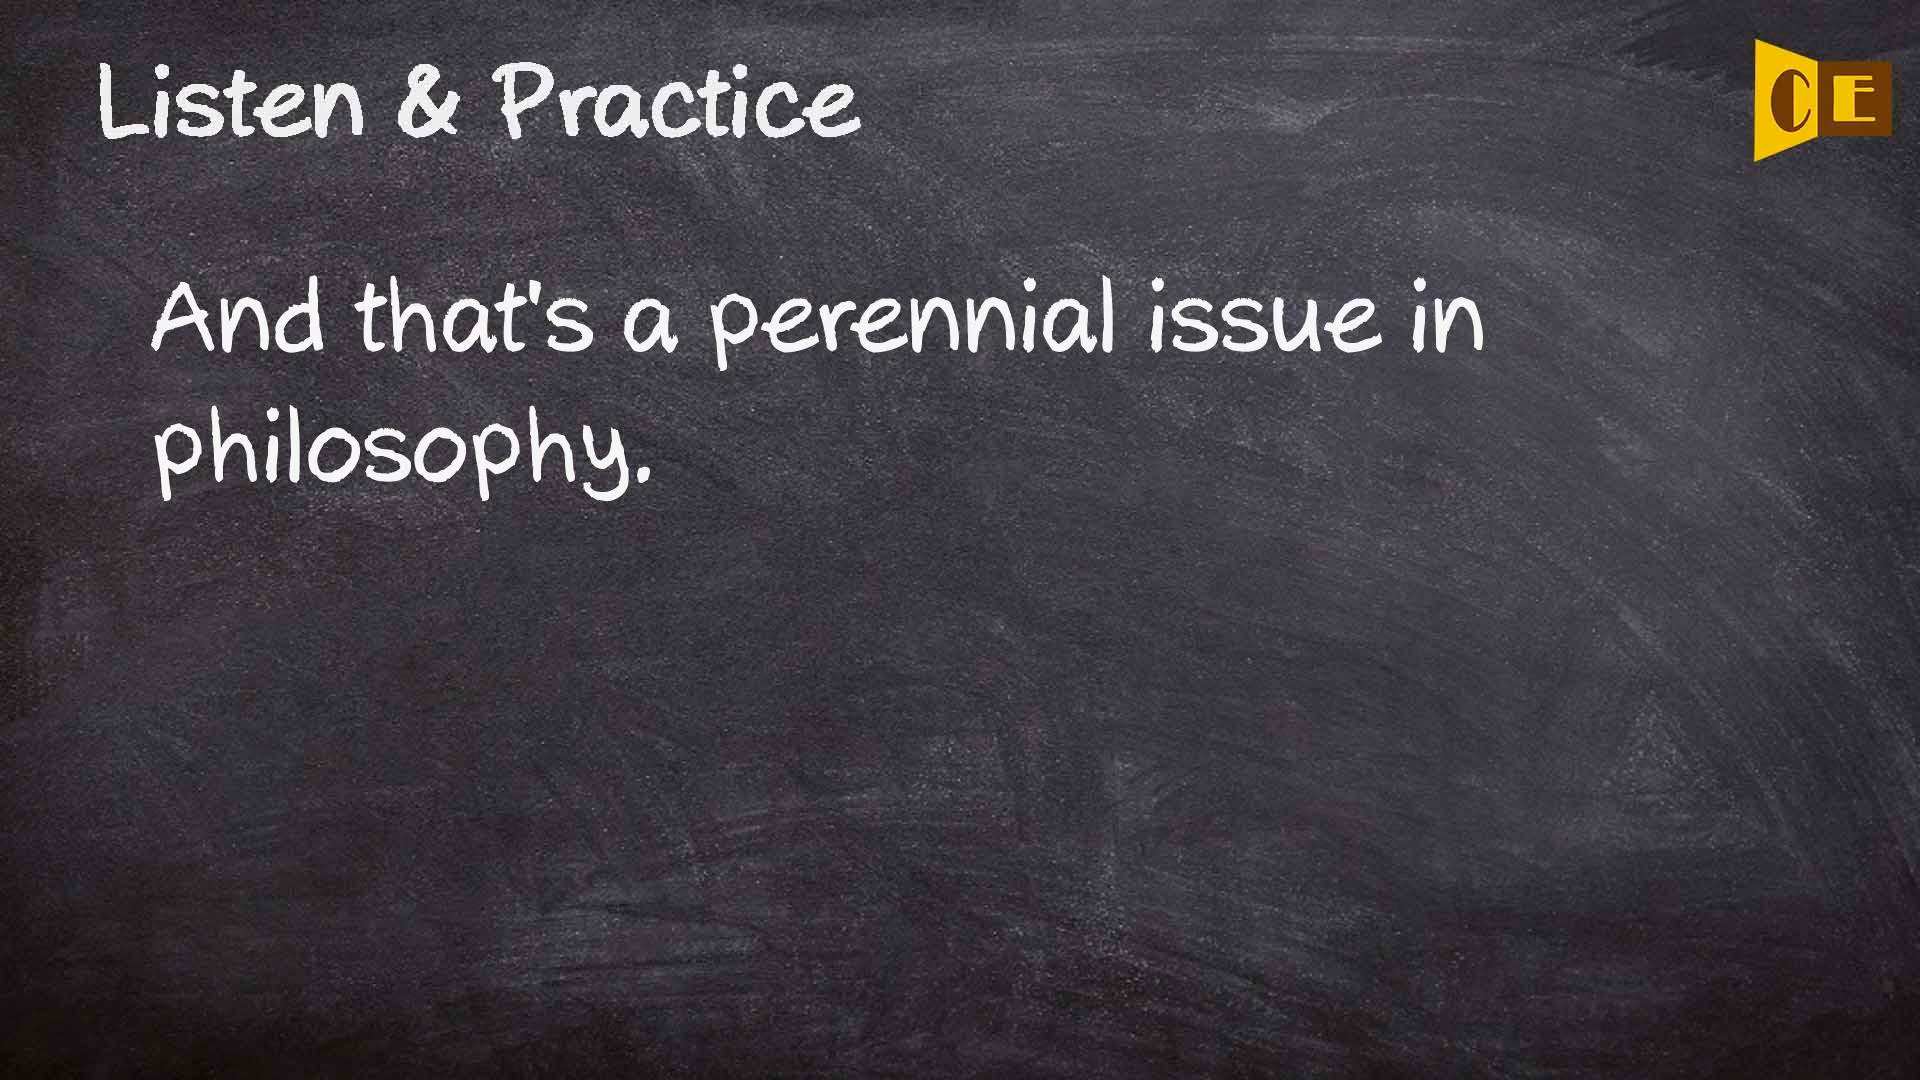 Listen & Practice
CE
And that's a perennial issue in
philosophy.